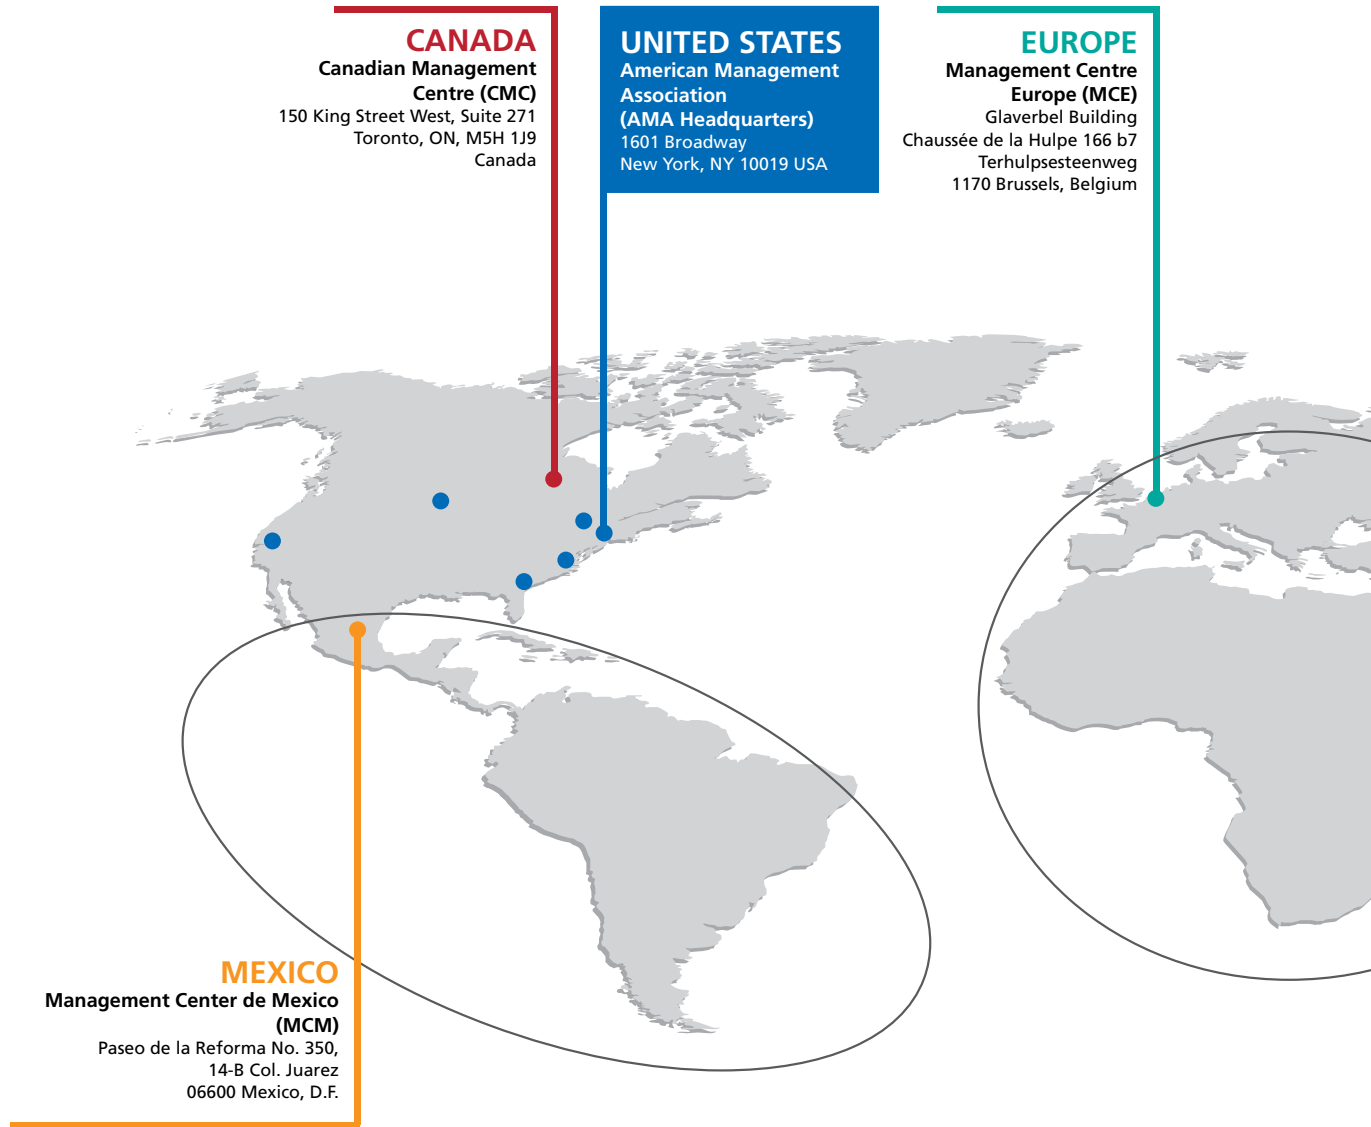 CANADA
Canadian Management
Centre (CMC)
150 King Street West, Suite 271
Toronto, ON, M5H 1J9
Canada
UNITED STATES
American Management
Association
(AMA Headquarters)
1601 Broadway
New York, NY 10019 USA
EUROPE
Management Centre
Europe (MCE)
Glaverbel Building
Chaussée de la Hulpe 166 b7
Terhulpsesteenweg
1170 Brussels, Belgium
MEXICO
Management Center de Mexico
(MCM)
Paseo de la Reforma No. 350,
14-B Col. Juarez
06600 Mexico, D.F.